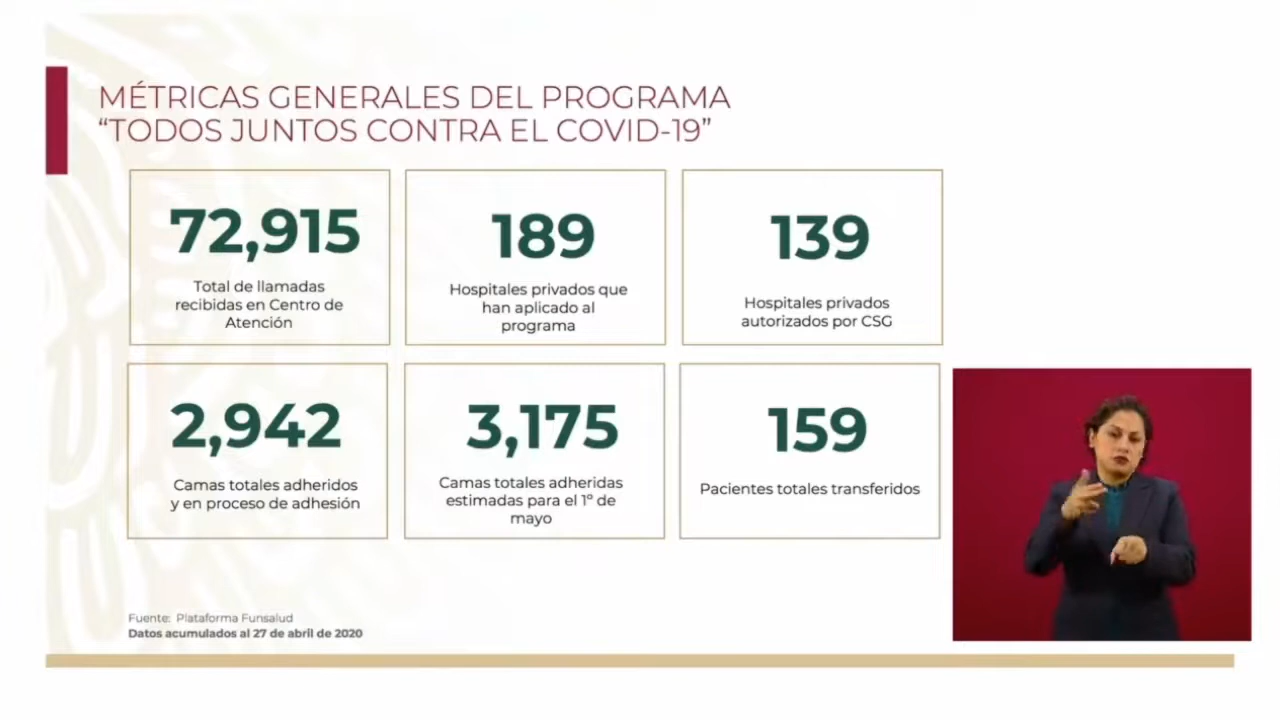 MÉTRICAS GENERALES DEL PROGRAMA
“TODOS JUNTOS CONTRA EL COVID-19”
72,915
Total de llamadas
recibidas en Centro de
Atención
189
Hospitales privados que
han aplicado al
programa
139
Hospitales privados
autorizados por CSG
2,942
Camas totales adheridos
y en proceso de adhesión
3,175
Camas totales adheridas
estimadas para el 1º de
mayo
159
Pacientes totales transferidos
Fuente: Plataforma Funsalud
Datos acumulados al 27 de abril de 2020